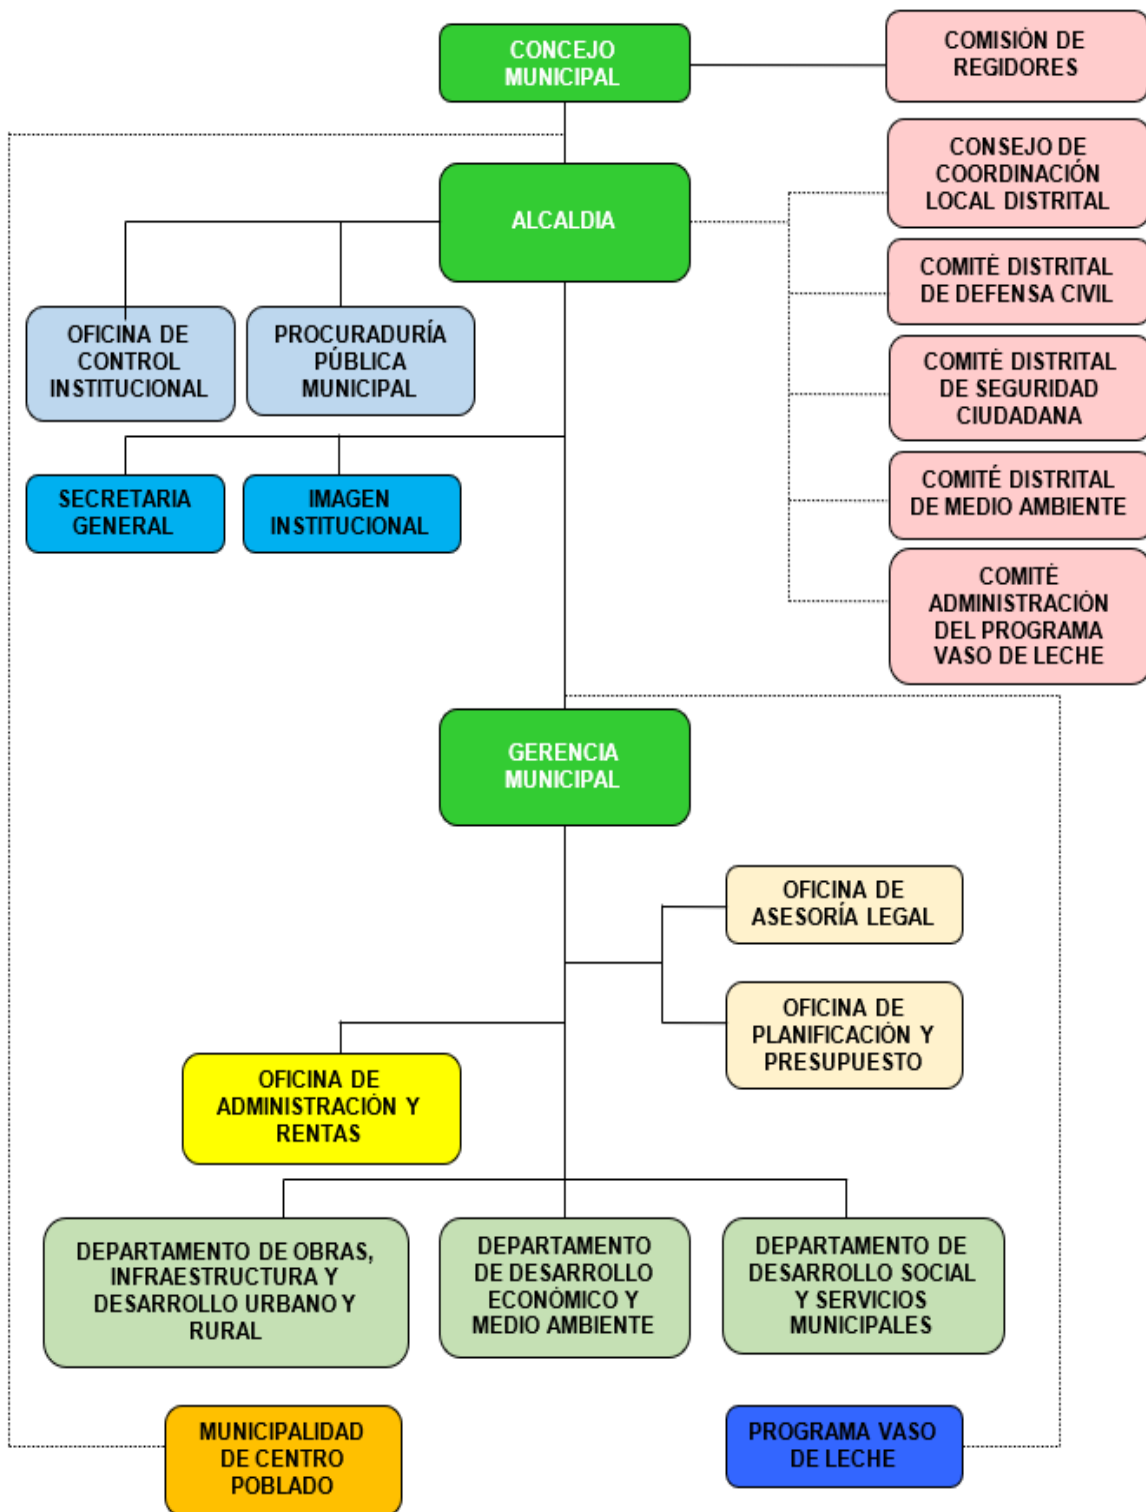 CONCEJO
MUNICIPAL
COMISIÓN DE
REGIDORES
CONSEJO DE
COORDINACIÓN
LOCAL DISTRITAL
ALCALDIA
COMITÉ DISTRITAL
DE DEFENSA CIVIL
OFICINA DE
CONTROL
INSTITUCIONAL
PROCURADURÍA
PÚBLICA
MUNICIPAL
COMITÉ DISTRITAL
DE SEGURIDAD
CIUDADANA
SECRETARIA
GENERAL
IMAGEN
INSTITUCIONAL
COMITÉ DISTRITAL
DE MEDIO AMBIENTE
COMITÉ
ADMINISTRACIÓN
DEL PROGRAMA
VASO DE LECHE
GERENCIA
MUNICIPAL
OFICINA DE
ASESORÍA LEGAL
OFICINA DE
PLANIFICACIÓN Y
PRESUPUESTO
OFICINA DE
ADMINISTRACIÓN Y
RENTAS
DEPARTAMENTO DE OBRAS,
INFRAESTRUCTURA Y
DESARROLLO URBANO Y
RURAL
DEPARTAMENTO
DE DESARROLLO
ECONÓMICO Y
MEDIO AMBIENTE
DEPARTAMENTO DE
DESARROLLO SOCIAL
Y SERVICIOS
MUNICIPALES
MUNICIPALIDAD
DE CENTRO
POBLADO
PROGRAMA VASO
DE LECHE